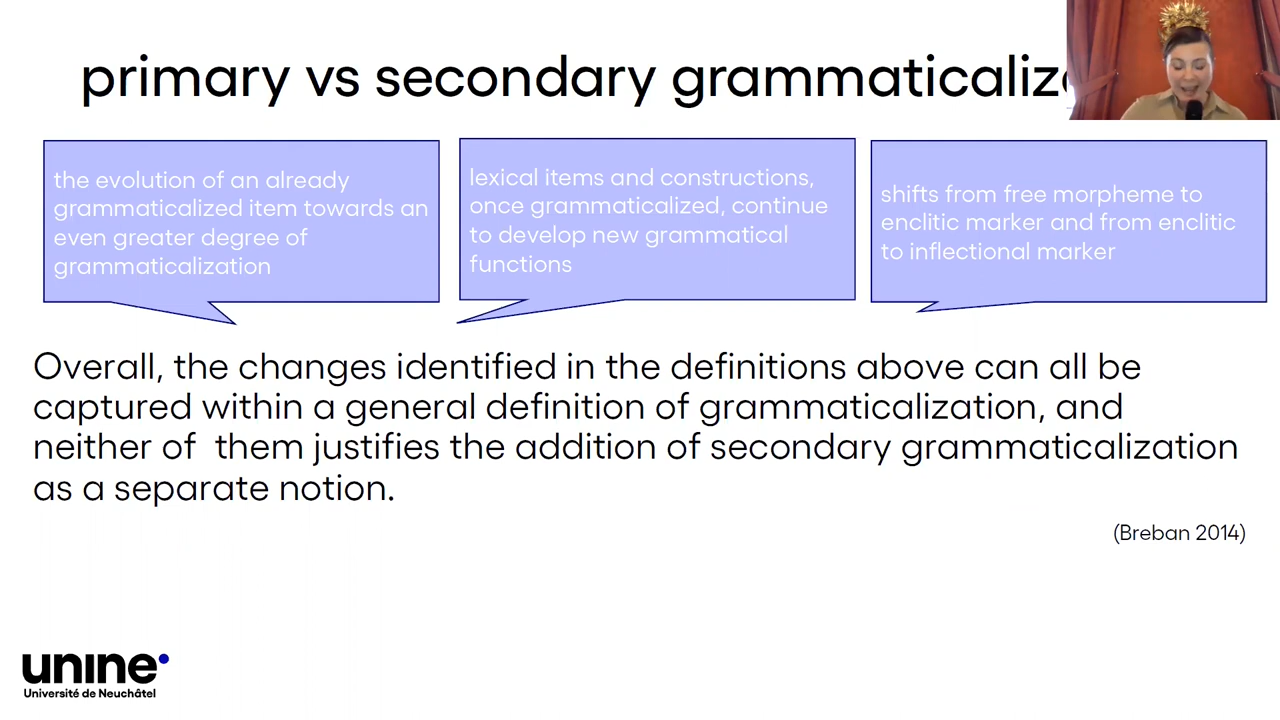 primary vs secondary grammaticaliz
the evolution of an already
grammaticalized item towards an
even greater degree of
grammaticalization
lexical items and constructions,
once grammaticalized, continue
to develop new grammatical
functions
shifts from free morpheme to
enclitic marker and from enclitic
to inflectional marker
Overall, the changes identified in the definitions above can all be
captured within a general definition of grammaticalization, and
neither of  them justifies the addition of secondary grammaticalization
as a separate notion.
(Breban 2014)
unine
Université de Neuchâtel